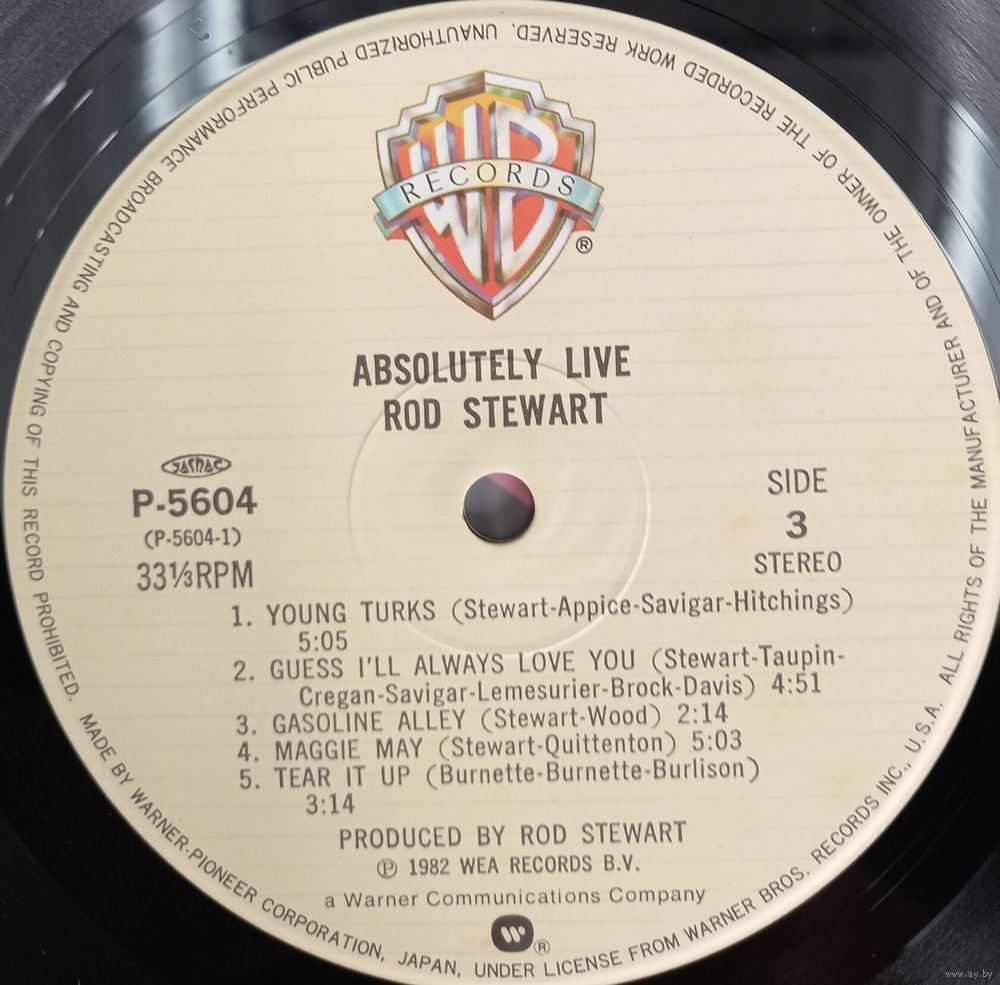 UNAUTHORIZED PUBLIC PERFORMANCE BROADCASTING AND COPYING OF THIS RECORD PROHIBITED. MADE BY WARNER-PIONEER CORPORATION, JAPAN, UNDER LICENSE FROM WARNER BROS. RECORDS INC., U.S.A. ALL RIGHTS OF THE MANUFACTURER AND OF THE OWNER OF THE RECORDED WORK RESERVED.
WB
RECORDS
®
ABSOLUTELY LIVE
ROD STEWART
JASRAC
P-5604
(P-5604-1)
33⅓RPM
SIDE
3
STEREO
1. YOUNG TURKS (Stewart-Appice-Savigar-Hitchings)
5:05
2. GUESS I'LL ALWAYS LOVE YOU (Stewart-Taupin-
Cregan-Savigar-Lemesurier-Brock-Davis) 4:51
3. GASOLINE ALLEY (Stewart-Wood) 2:14
4. MAGGIE MAY (Stewart-Quittenton) 5:03
5. TEAR IT UP (Burnette-Burnette-Burlison)
3:14
PRODUCED BY ROD STEWART
℗ 1982 WEA RECORDS B.V.
a Warner Communications Company
®
www.ay.by